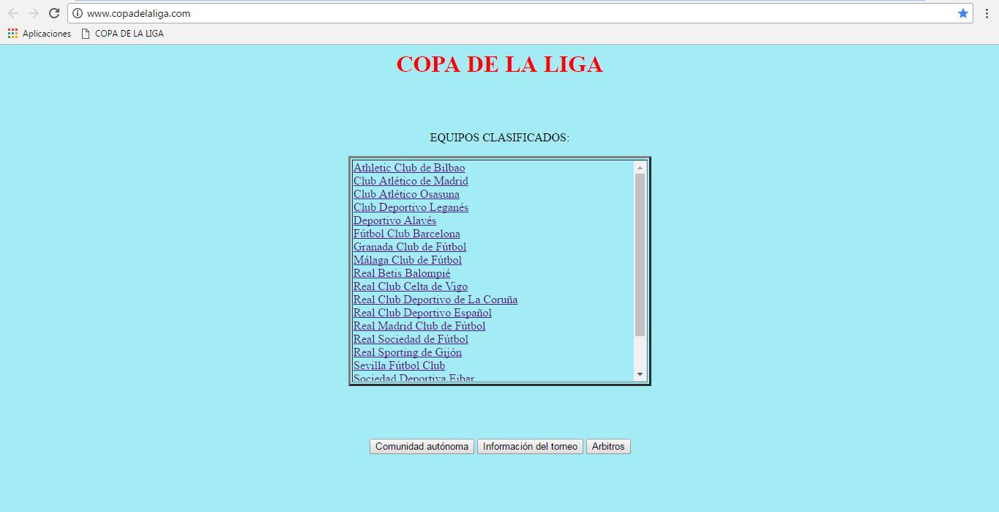 www.copadelaliga.com
Aplicaciones COPA DE LA LIGA
COPA DE LA LIGA
EQUIPOS CLASIFICADOS:
Athletic Club de Bilbao
Club Atlético de Madrid
Club Atlético Osasuna
Club Deportivo Leganés
Deportivo Alavés
Fútbol Club Barcelona
Granada Club de Fútbol
Málaga Club de Fútbol
Real Betis Balompié
Real Club Celta de Vigo
Real Club Deportivo de La Coruña
Real Club Deportivo Español
Real Madrid Club de Fútbol
Real Sociedad de Fútbol
Real Sporting de Gijón
Sevilla Fútbol Club
Sociedad Deportiva Eibar
Comunidad autónoma Información del torneo Arbitros